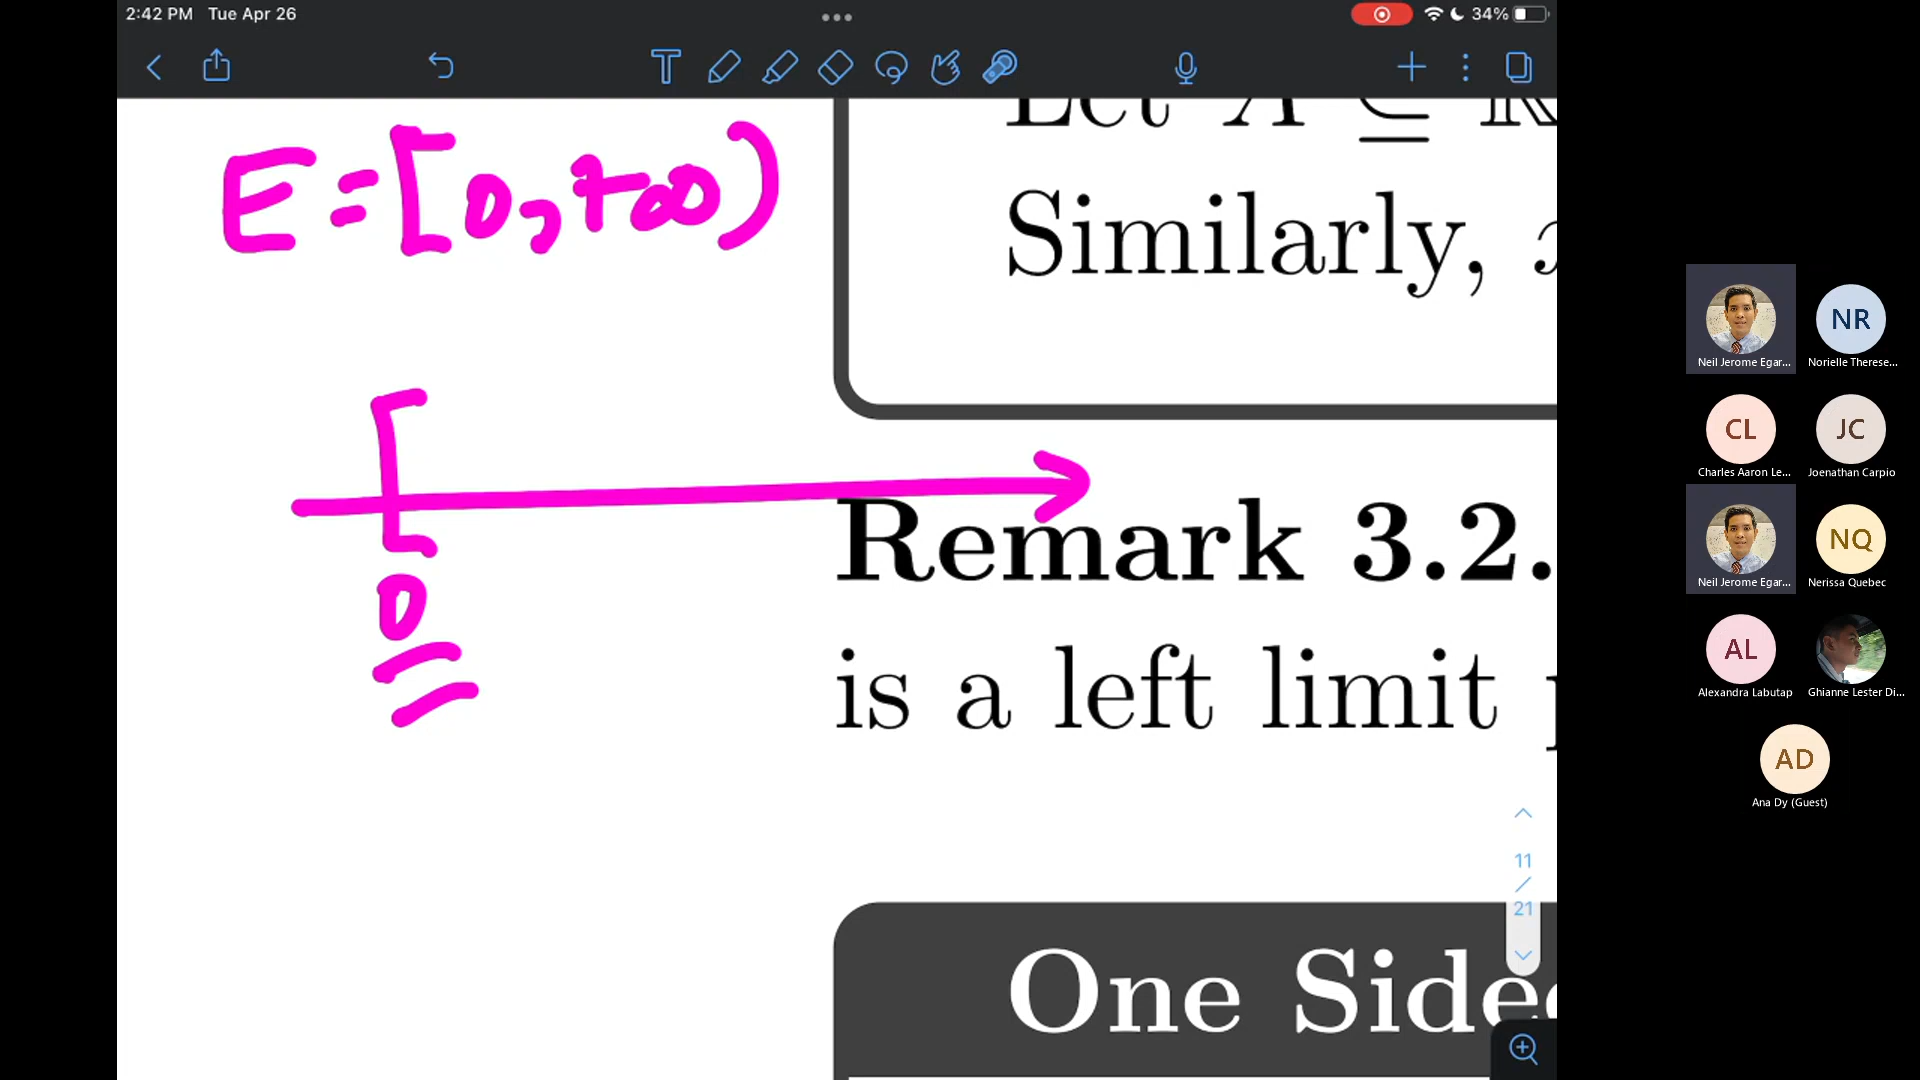 2:42 PM Tue Apr 26
34%
E = [0, +∞)
Let A ⊆ ℝ
Similarly, x
0
Remark 3.2.
is a left limit p
11
/
21
One Sided
Neil Jerome Egar...
NR
Norielle Therese...
CL
Charles Aaron Le...
JC
Joenathan Carpio
Neil Jerome Egar...
NQ
Nerissa Quebec
AL
Alexandra Labutap
Ghianne Lester Di...
AD
Ana Dy (Guest)